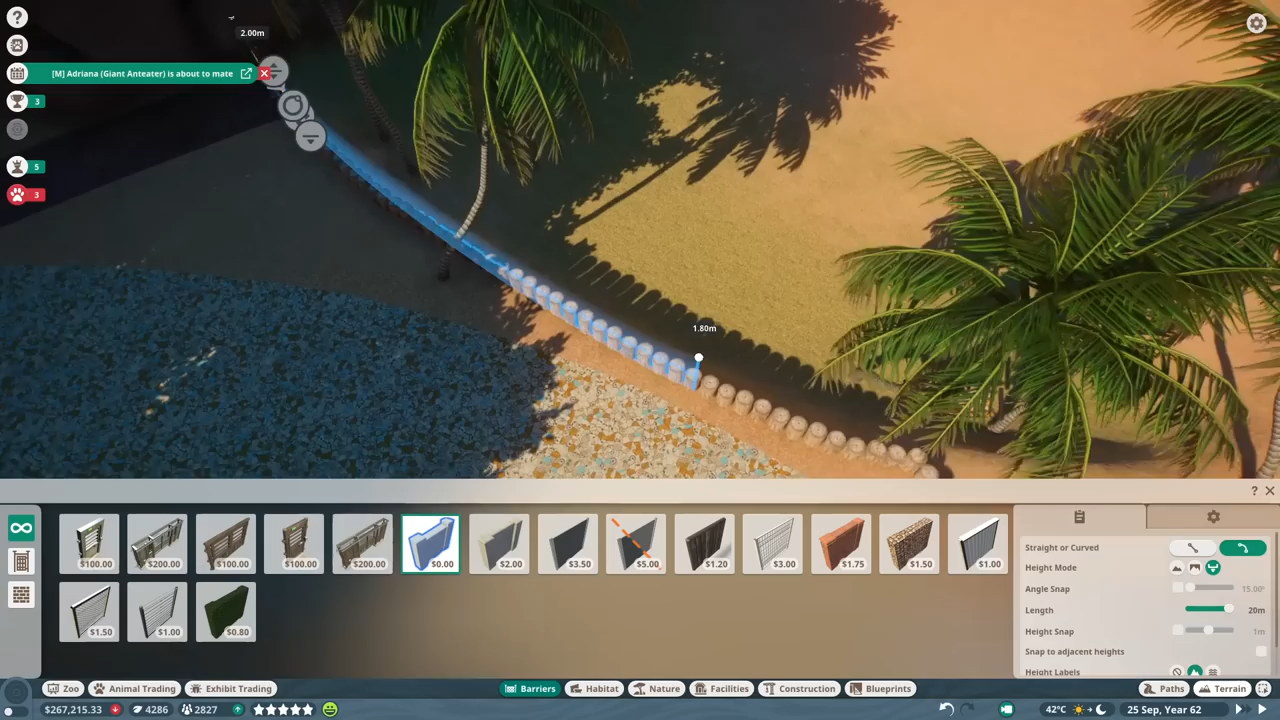 2.00m
[M] Adriana (Giant Anteater) is about to mate
3
5
3
1.80m
?
$100.00
$200.00
$100.00
$100.00
$200.00
$0.00
$2.00
$3.50
$5.00
$1.20
$3.00
$1.75
$1.50
$1.00
$1.50
$1.00
$0.80
Straight or Curved
Height Mode
Angle Snap
15.00°
Length
20m
Height Snap
1m
Snap to adjacent heights
Height Labels
Zoo
Animal Trading
Exhibit Trading
Barriers
Habitat
Nature
Facilities
Construction
Blueprints
Paths
Terrain
$267,215.33
4286
2827
42°C
25 Sep, Year 62